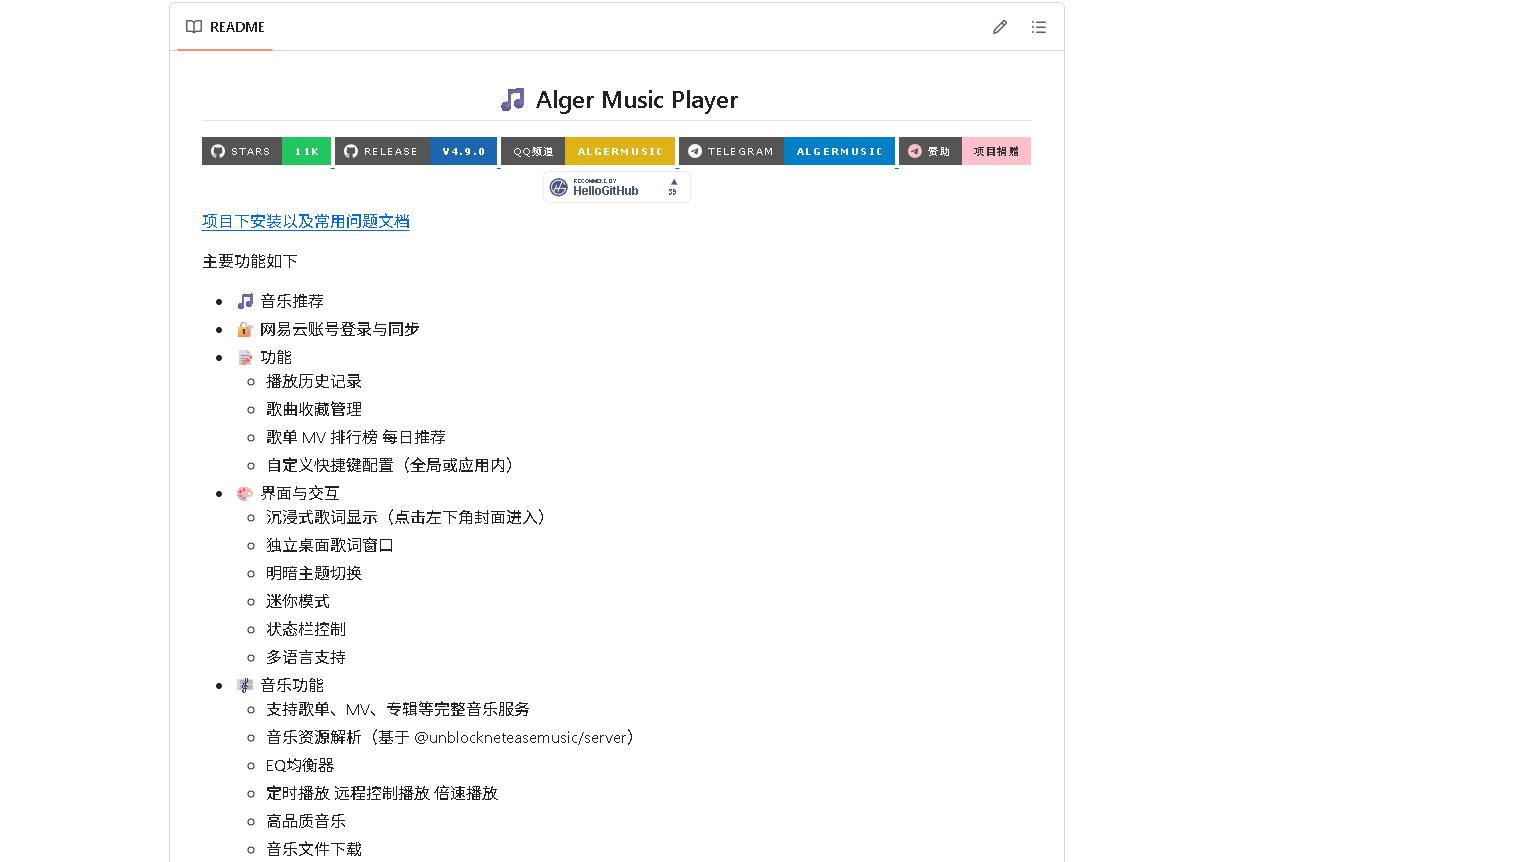 README
Alger Music Player
STARS 11K RELEASE V4.9.0 QQ频道 ALGERMUSIC TELEGRAM ALGERMUSIC 赞助 项目捐赠
RECOMMEND BY
HelloGitHub
39
项目下安装以及常用问题文档
主要功能如下
音乐推荐
网易云账号登录与同步
功能
播放历史记录
歌曲收藏管理
歌单 MV 排行榜 每日推荐
自定义快捷键配置（全局或应用内）
界面与交互
沉浸式歌词显示（点击左下角封面进入）
独立桌面歌词窗口
明暗主题切换
迷你模式
状态栏控制
多语言支持
音乐功能
支持歌单、MV、专辑等完整音乐服务
音乐资源解析（基于 @unblockneteasemusic/server）
EQ均衡器
定时播放 远程控制播放 倍速播放
高品质音乐
音乐文件下载